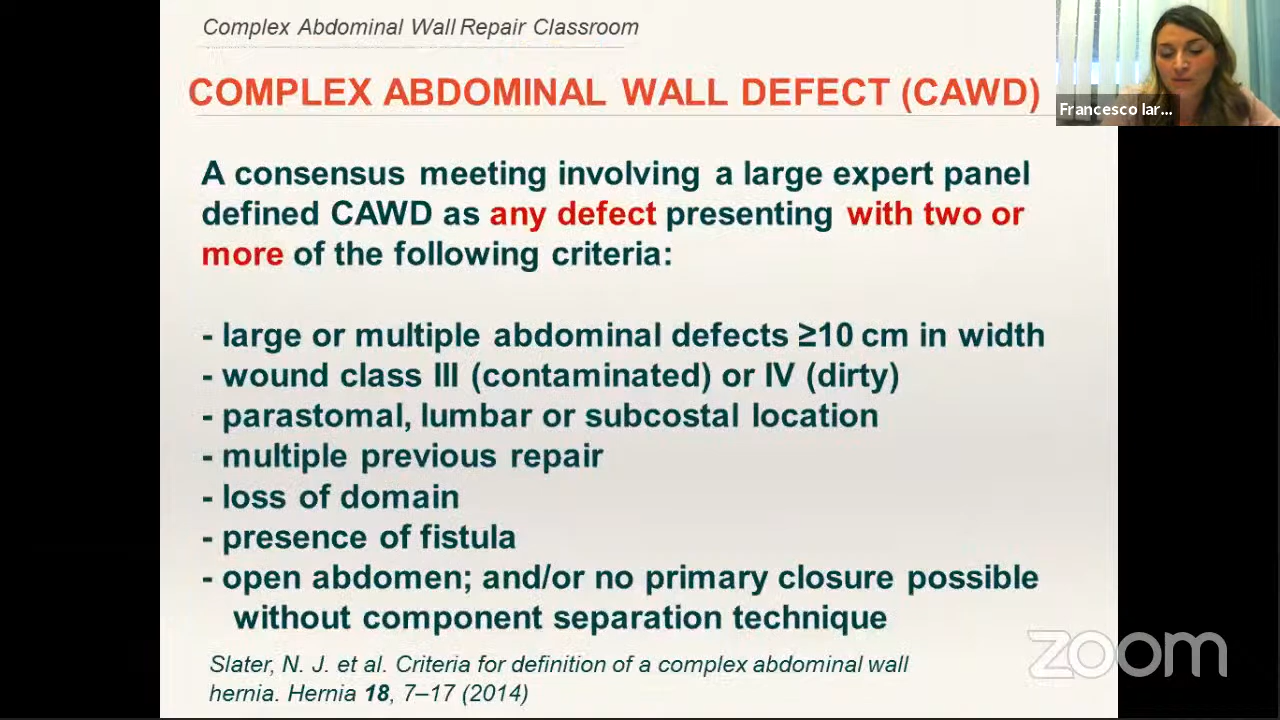 Complex Abdominal Wall Repair Classroom
COMPLEX ABDOMINAL WALL DEFECT (CAWD)
Francesco Iar...
A consensus meeting involving a large expert panel
defined CAWD as any defect presenting with two or
more of the following criteria:
- large or multiple abdominal defects ≥10 cm in width
- wound class III (contaminated) or IV (dirty)
- parastomal, lumbar or subcostal location
- multiple previous repair
- loss of domain
- presence of fistula
- open abdomen; and/or no primary closure possible
without component separation technique
Slater, N. J. et al. Criteria for definition of a complex abdominal wall
hernia. Hernia 18, 7–17 (2014)
zoom